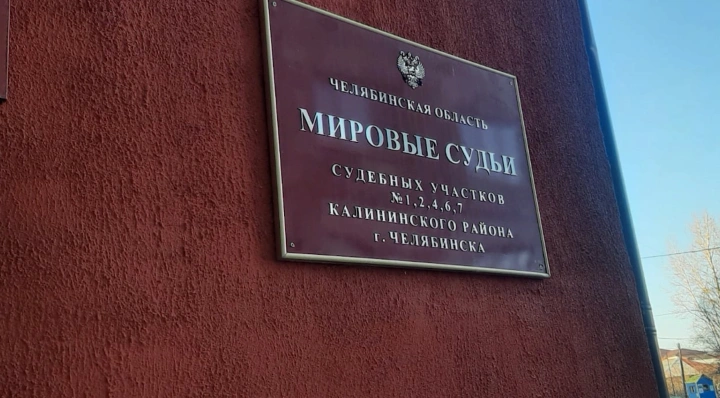 ЧЕЛЯБИНСКАЯ ОБЛАСТЬ
МИРОВЫЕ СУДЬИ
СУДЕБНЫХ УЧАСТКОВ
№1,2,4,6,7
КАЛИНИНСКОГО РАЙОНА
г. ЧЕЛЯБИНСКА